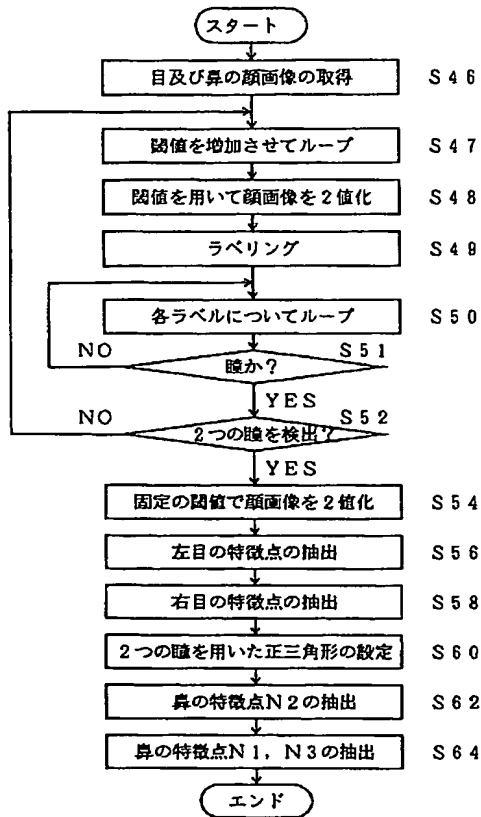 スタート
目及び鼻の顔画像の取得 S46
閾値を増加させてループ S47
閾値を用いて顔画像を2値化 S48
ラベリング S49
各ラベルについてループ S50
NO S51
瞳か?
YES
NO S52
2つの瞳を検出?
YES
固定の閾値で顔画像を2値化 S54
左目の特徴点の抽出 S56
右目の特徴点の抽出 S58
2つの瞳を用いた正三角形の設定 S60
鼻の特徴点N2の抽出 S62
鼻の特徴点N1，N3の抽出 S64
エンド